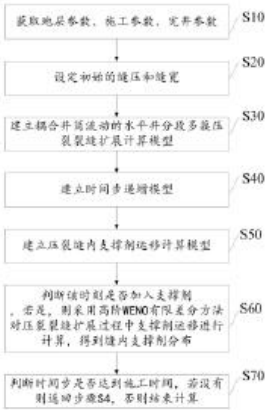 获取地层参数、施工参数、完井参数
S10
设定初始的缝压和缝宽
S20
建立耦合井筒流动的水平井分段多簇压
裂裂缝扩展计算模型
S30
建立时间步递增模型
S40
建立压裂缝内支撑剂运移计算模型
S50
判断该时刻是否加入支撑剂
，若是，则采用高阶WENO有限差分方法
对压裂裂缝扩展过程中支撑剂运移进行
计算，得到缝内支撑剂分布
S60
判断时间步是否达到施工时间，若没有
则返回步骤S4，否则结束计算
S70